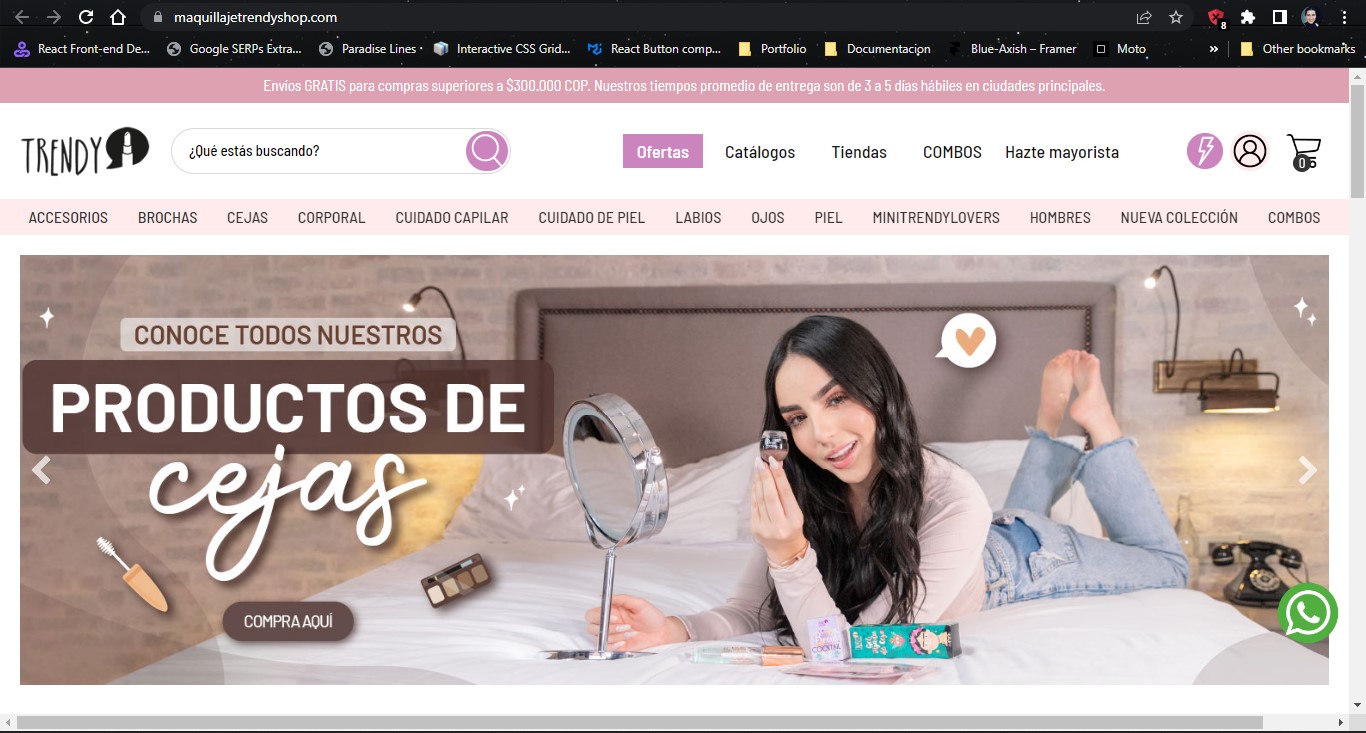 maquillajetrendyshop.com
8
React Front-end De...
Google SERPs Extra...
Paradise Lines •
Interactive CSS Grid...
React Button comp...
Portfolio
Documentacion
Blue-Axish – Framer
Moto
»
Other bookmarks
Envíos GRATIS para compras superiores a $300.000 COP. Nuestros tiempos promedio de entrega son de 3 a 5 días hábiles en ciudades principales.
TRENDY
¿Qué estás buscando?
Ofertas
Catálogos
Tiendas
COMBOS
Hazte mayorista
0
ACCESORIOS
BROCHAS
CEJAS
CORPORAL
CUIDADO CAPILAR
CUIDADO DE PIEL
LABIOS
OJOS
PIEL
MINITRENDYLOVERS
HOMBRES
NUEVA COLECCIÓN
COMBOS
CONOCE TODOS NUESTROS
PRODUCTOS DE
cejas
COMPRA AQUÍ
COCKTAIL